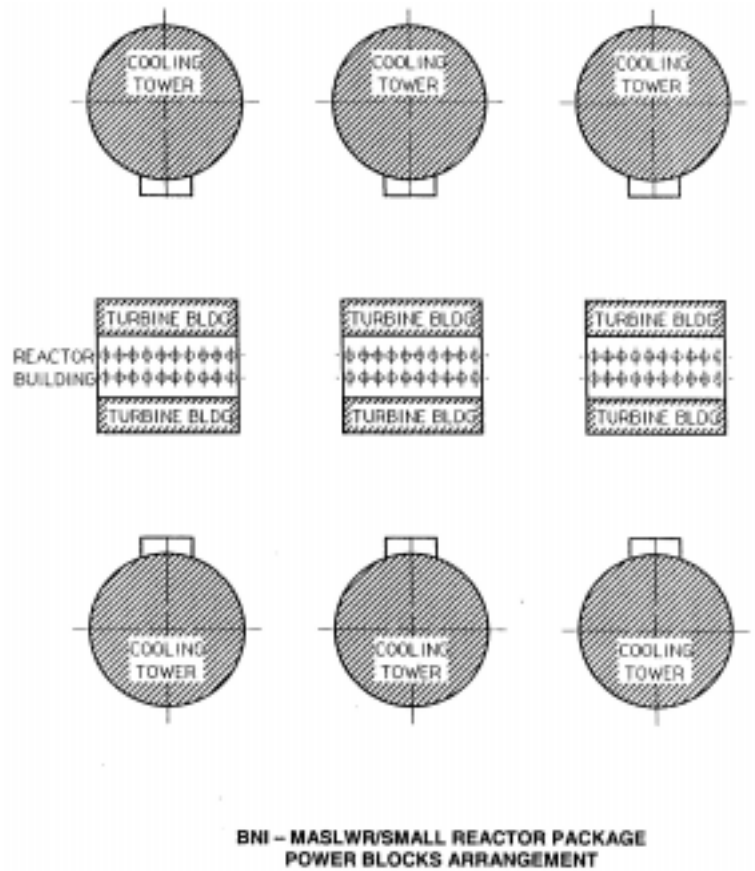 COOLING
TOWER
COOLING
TOWER
COOLING
TOWER
TURBINE BLDG
TURBINE BLDG
TURBINE BLDG
REACTOR
BUILDING
TURBINE BLDG
TURBINE BLDG
TURBINE BLDG
COOLING
TOWER
COOLING
TOWER
COOLING
TOWER
BNI – MASLWR/SMALL REACTOR PACKAGE
POWER BLOCKS ARRANGEMENT